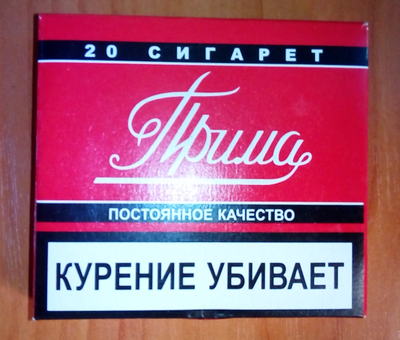 20 СИГАРЕТ
Прима
ПОСТОЯННОЕ КАЧЕСТВО
КУРЕНИЕ УБИВАЕТ